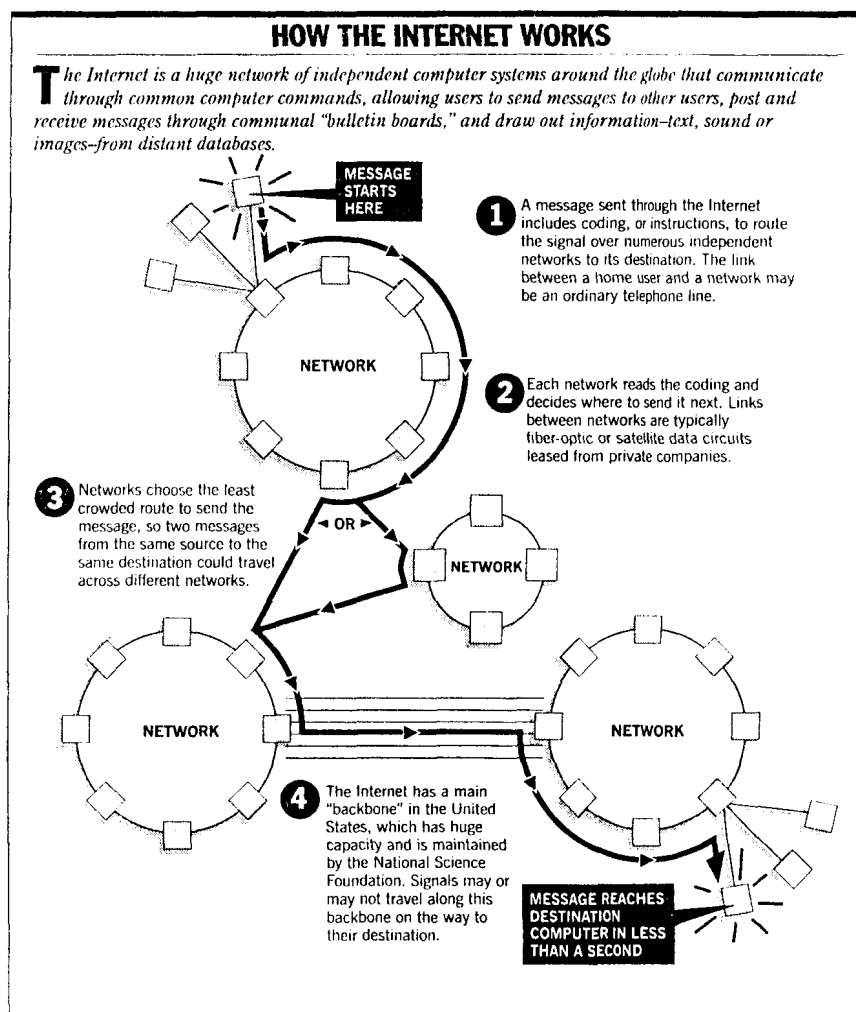 HOW THE INTERNET WORKS
The Internet is a huge network of independent computer systems around the globe that communicate
through common computer commands, allowing users to send messages to other users, post and
receive messages through communal "bulletin boards," and draw out information–text, sound or
images–from distant databases.
MESSAGE
STARTS
HERE
1 A message sent through the Internet
includes coding, or instructions, to route
the signal over numerous independent
networks to its destination. The link
between a home user and a network may
be an ordinary telephone line.
NETWORK
2 Each network reads the coding and
decides where to send it next. Links
between networks are typically
fiber-optic or satellite data circuits
leased from private companies.
3 Networks choose the least
crowded route to send the
message, so two messages
from the same source to the
same destination could travel
across different networks.
OR
NETWORK
NETWORK
NETWORK
4 The Internet has a main
"backbone" in the United
States, which has huge
capacity and is maintained
by the National Science
Foundation. Signals may or
may not travel along this
backbone on the way to
their destination.
MESSAGE REACHES
DESTINATION
COMPUTER IN LESS
THAN A SECOND